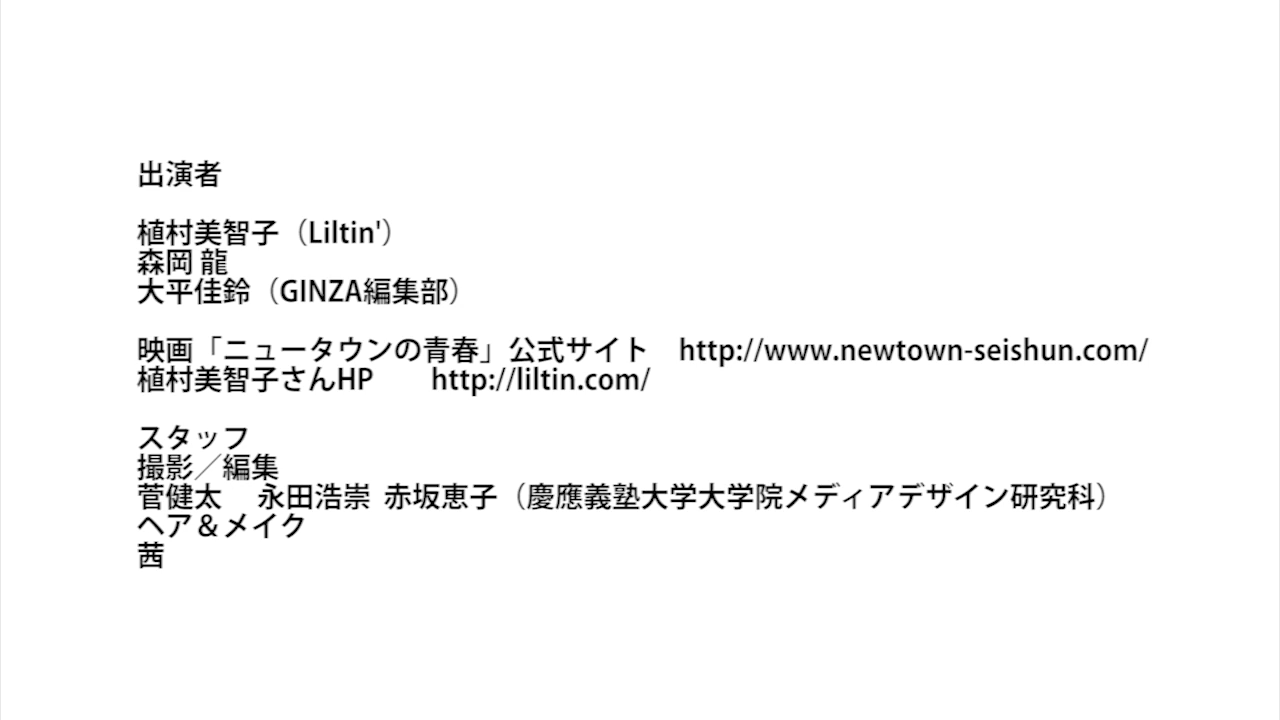 出演者
植村美智子（Liltin'）
森岡 龍
大平佳鈴（GINZA編集部）
映画「ニュータウンの青春」公式サイト　http://www.newtown-seishun.com/
植村美智子さんHP　　http://liltin.com/
スタッフ
撮影／編集
菅健太　永田浩崇 赤坂恵子（慶應義塾大学大学院メディアデザイン研究科）
ヘア＆メイク
茜